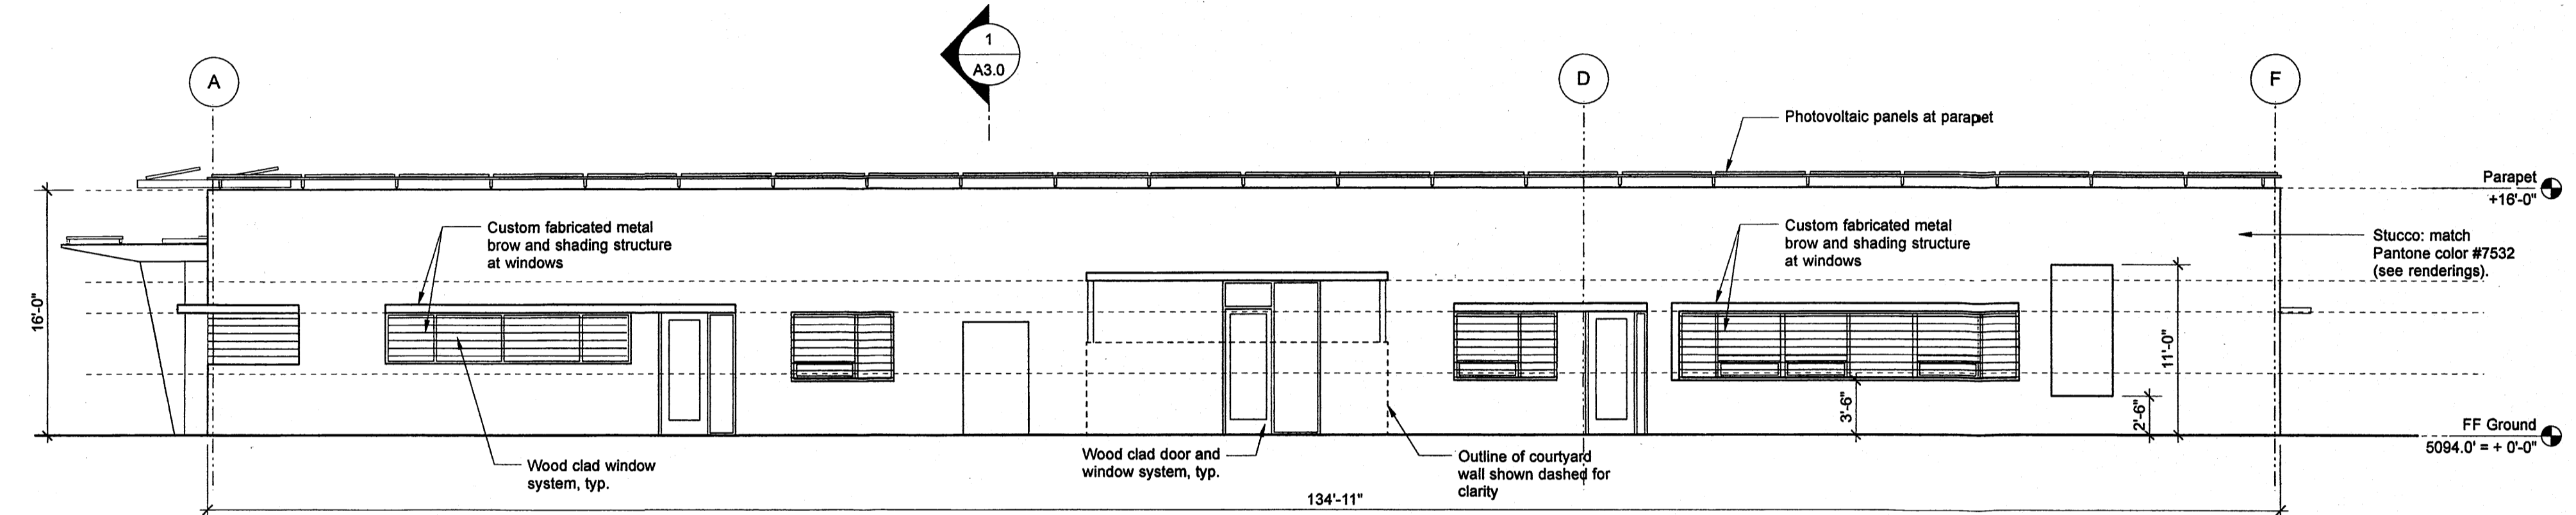 1
A3.0
A
D
F
Photovoltaic panels at parapet
Parapet
+16'-0"
Custom fabricated metal
brow and shading structure
at windows
Custom fabricated metal
brow and shading structure
at windows
Stucco: match
Pantone color #7532
(see renderings).
16'-0"
11'-0"
3'-6"
2'-6"
FF Ground
5094.0' = + 0'-0"
Wood clad window
system, typ.
Wood clad door and
window system, typ.
Outline of courtyard
wall shown dashed for
clarity
134'-11"